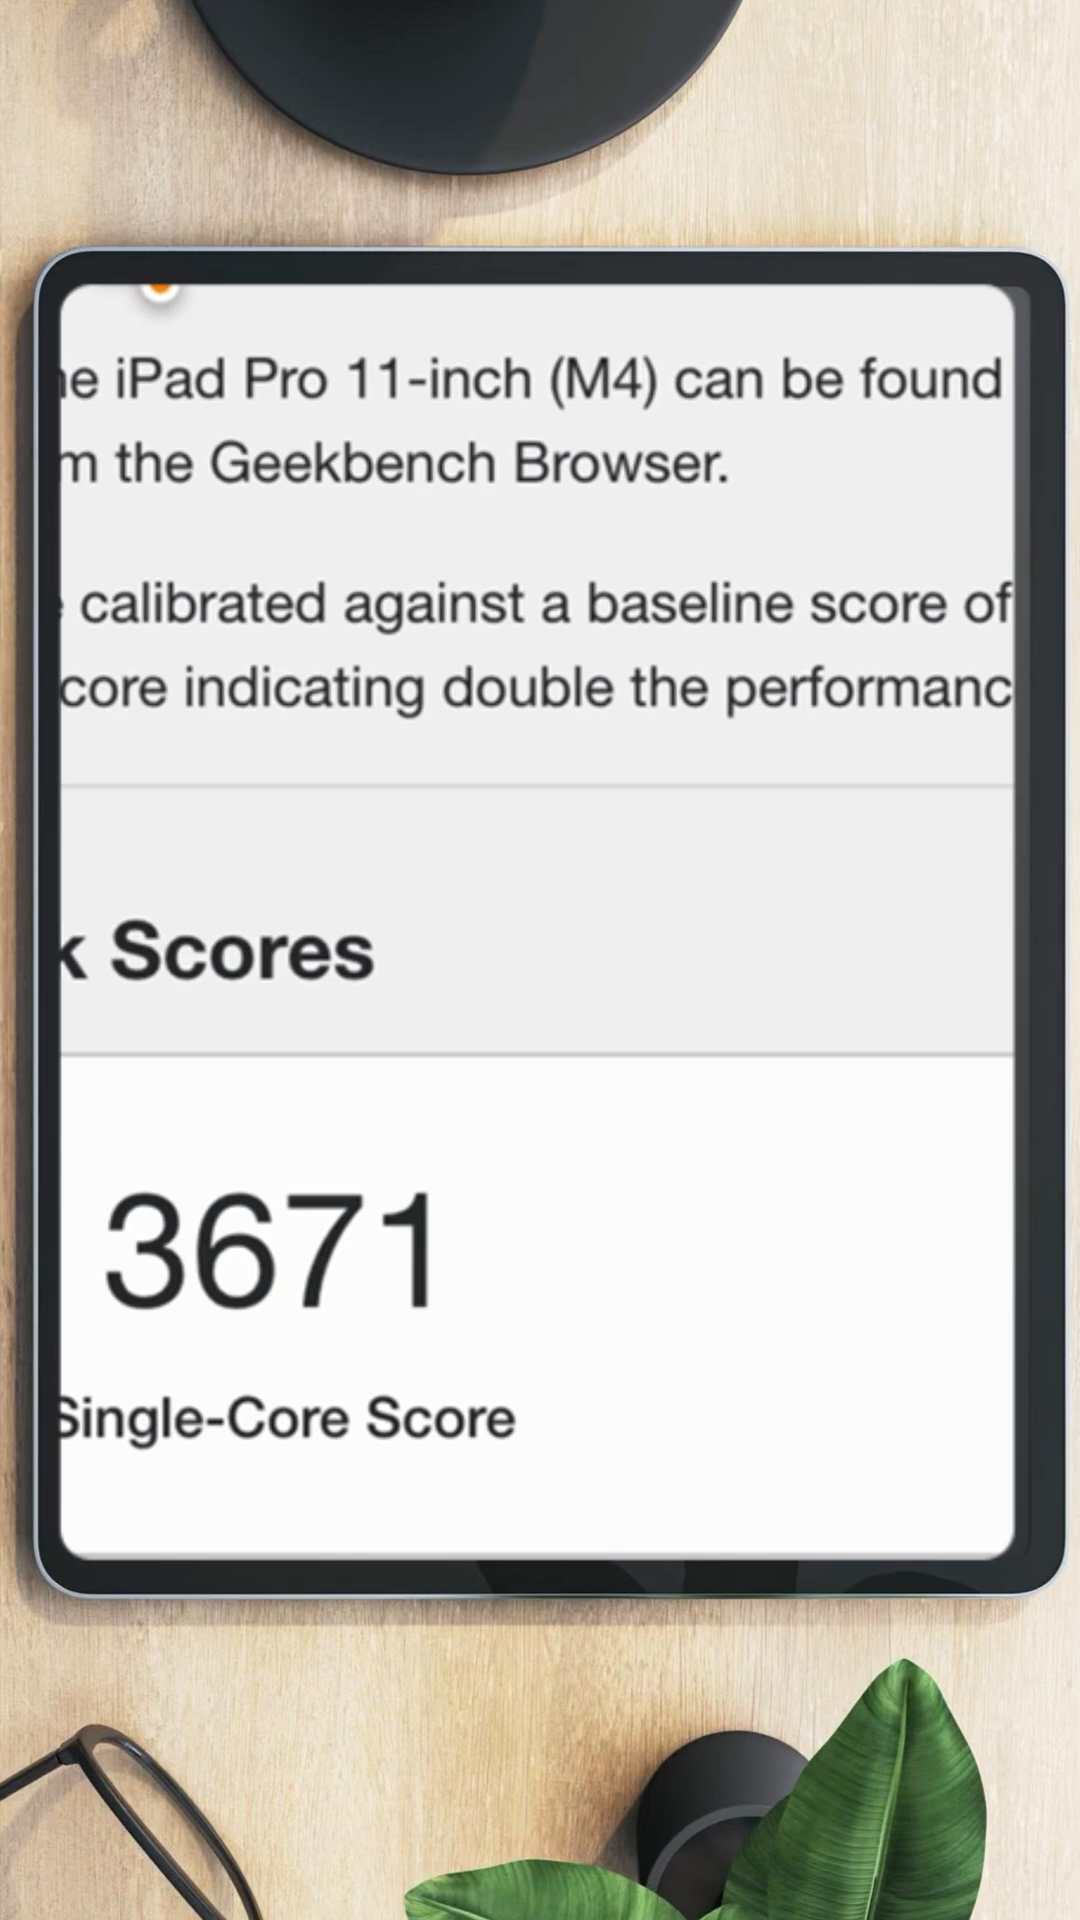 he iPad Pro 11-inch (M4) can be found
m the Geekbench Browser.
calibrated against a baseline score of
core indicating double the performanc
k Scores
3671
Single-Core Score